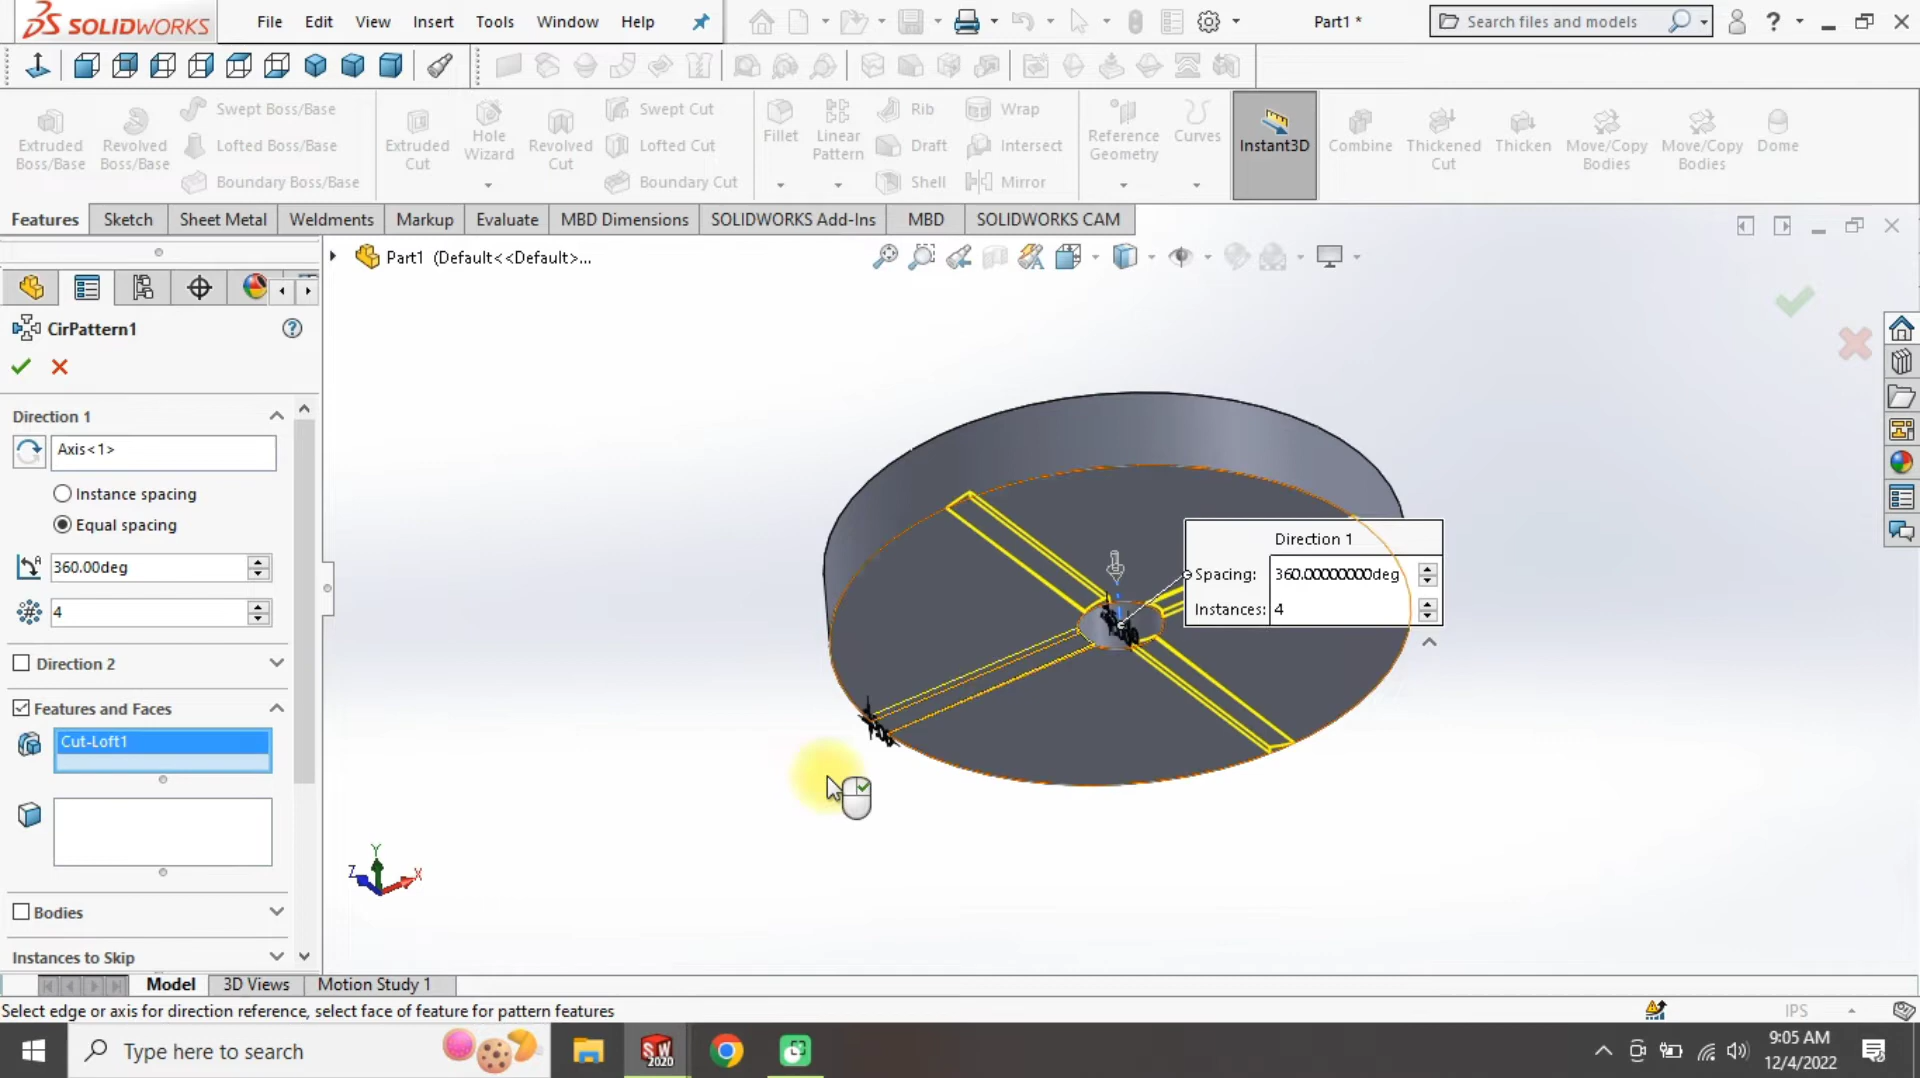 SOLIDWORKS File Edit View Insert Tools Window Help Part1 * Search files and models
Extruded Boss/Base
Revolved Boss/Base
Swept Boss/Base
Lofted Boss/Base
Boundary Boss/Base
Extruded Cut
Hole Wizard
Revolved Cut
Swept Cut
Lofted Cut
Boundary Cut
Fillet
Linear Pattern
Rib
Draft
Shell
Wrap
Intersect
Mirror
Reference Geometry
Curves
Instant3D
Combine
Thickened Cut
Thicken
Move/Copy Bodies
Move/Copy Bodies
Dome
Features Sketch Sheet Metal Weldments Markup Evaluate MBD Dimensions SOLIDWORKS Add-Ins MBD SOLIDWORKS CAM
Part1 (Default<<Default>...
CirPattern1
Direction 1
Axis<1>
Instance spacing
Equal spacing
360.00deg
4
Direction 2
Features and Faces
Cut-Loft1
Bodies
Instances to Skip
Direction 1
Spacing: 360.00000000deg
Instances: 4
Y
Z X
Model 3D Views Motion Study 1
Select edge or axis for direction reference, select face of feature for pattern features
IPS
Type here to search
SW 2020
9:05 AM
12/4/2022